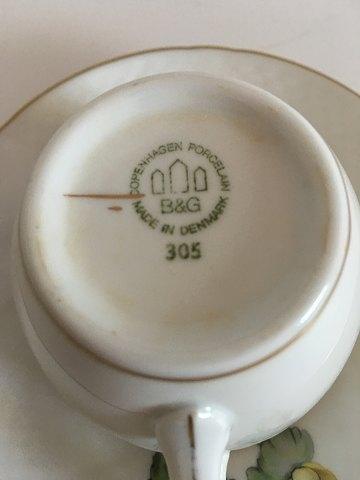 COPENHAGEN PORCELAIN
B&G
MADE IN DENMARK
305